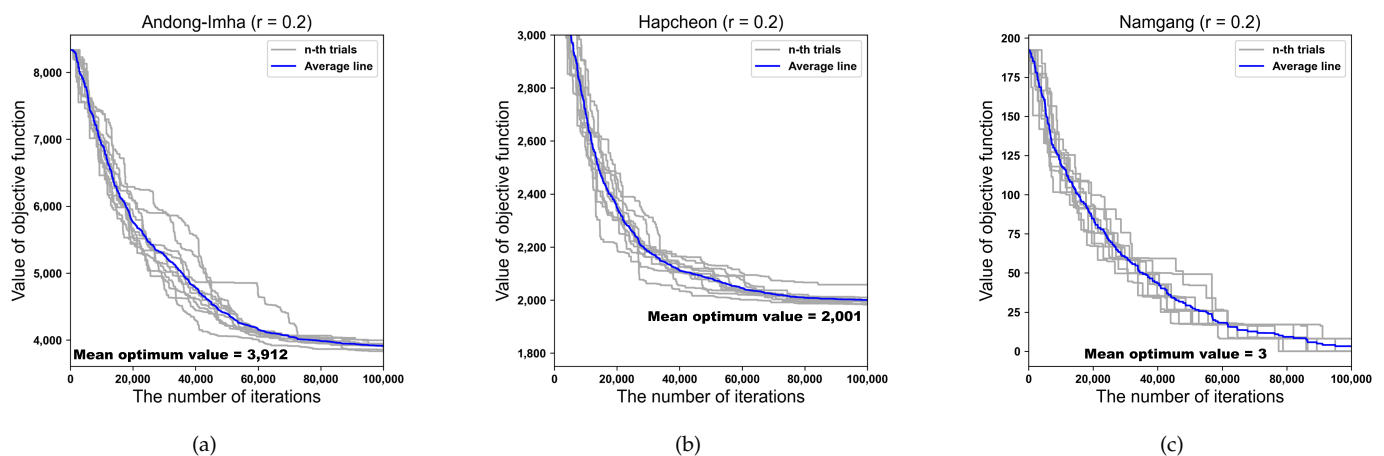 Andong-Imha (r = 0.2)
Value of objective function
8,000
7,000
6,000
5,000
4,000
n-th trials
Average line
Mean optimum value = 3,912
0 20,000 40,000 60,000 80,000 100,000
The number of iterations
(a)
Hapcheon (r = 0.2)
Value of objective function
3,000
2,800
2,600
2,400
2,200
2,000
1,800
n-th trials
Average line
Mean optimum value = 2,001
0 20,000 40,000 60,000 80,000 100,000
The number of iterations
(b)
Namgang (r = 0.2)
Value of objective function
200
175
150
125
100
75
50
25
0
n-th trials
Average line
Mean optimum value = 3
0 20,000 40,000 60,000 80,000 100,000
The number of iterations
(c)